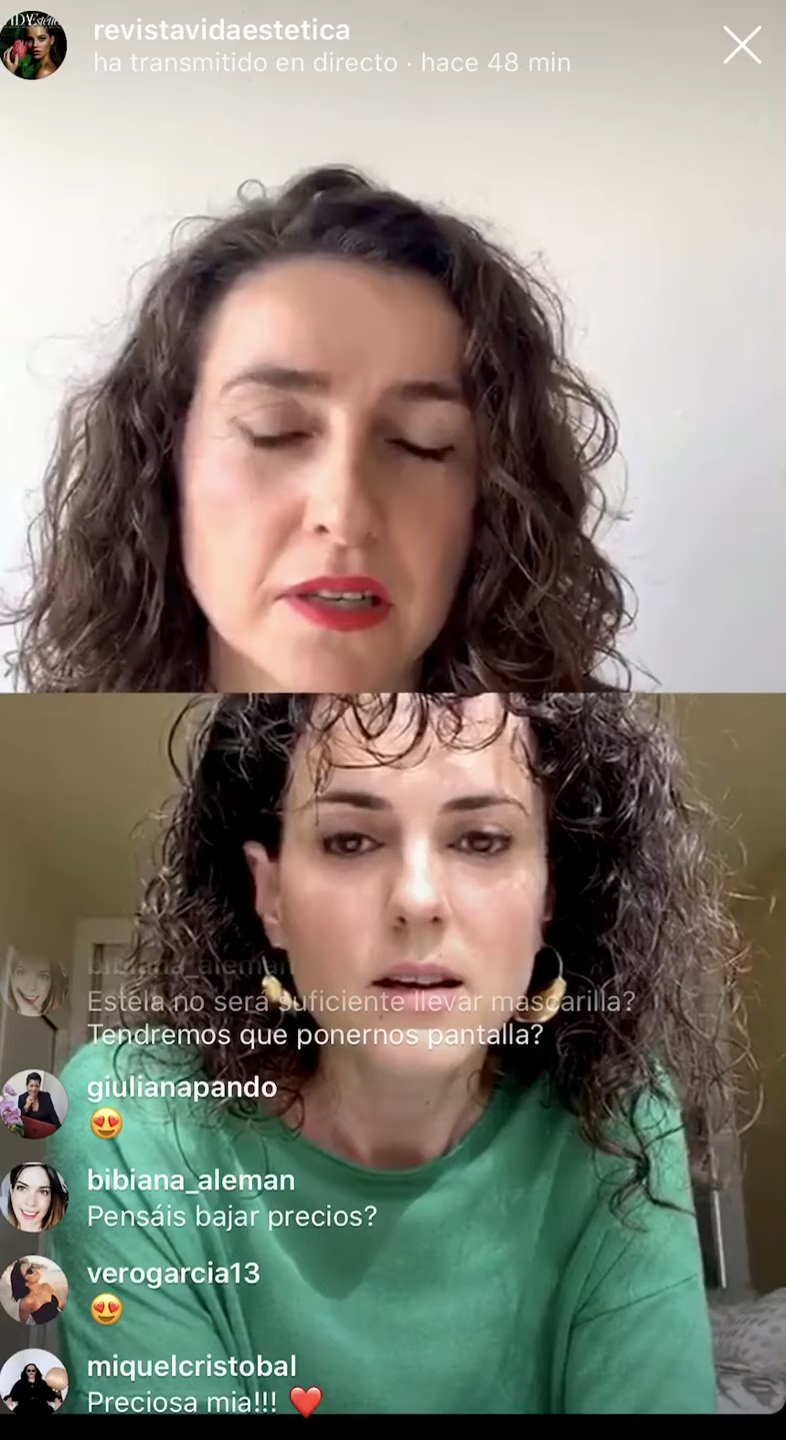 revistavidaestetica
ha transmitido en directo · hace 48 min
bibiana_aleman
Estela no será suficiente llevar mascarilla?
Tendremos que ponernos pantalla?
giulianapando
😍
bibiana_aleman
Pensáis bajar precios?
verogarcia13
😍
miquelcristobal
Preciosa mia!!! ❤️